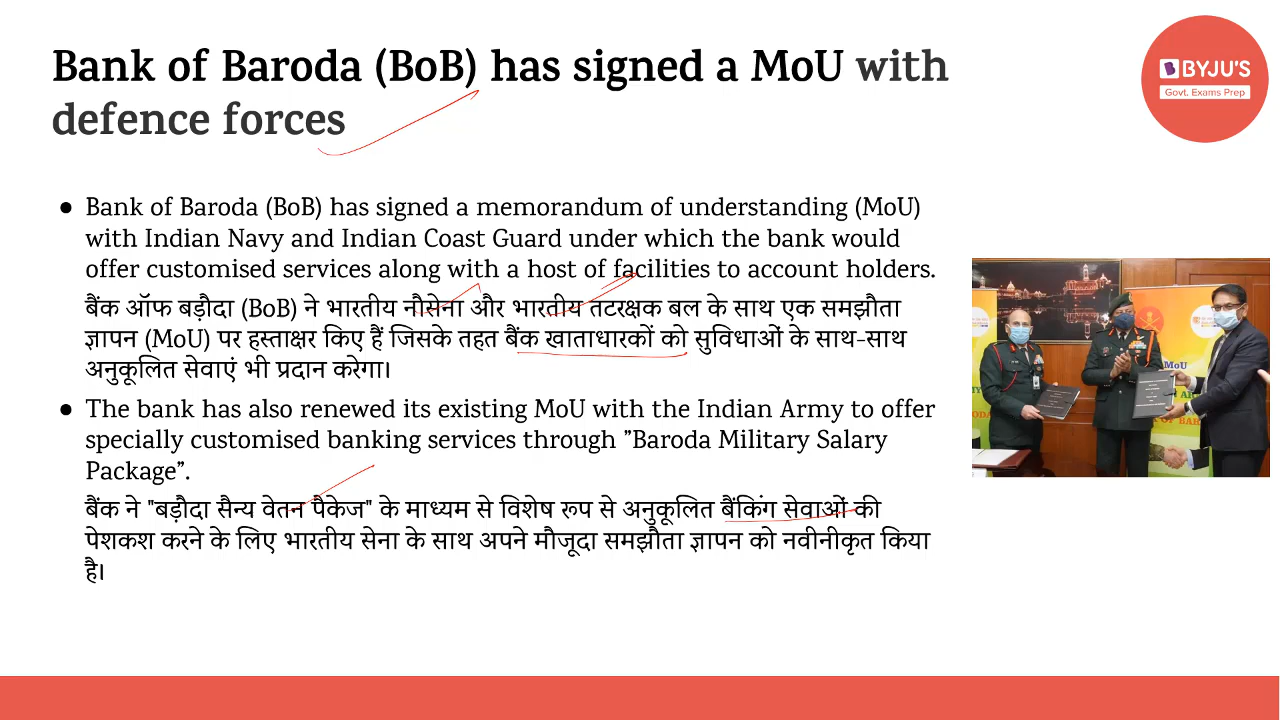 Bank of Baroda (BoB) has signed a MoU with
defence forces
BYJU'S
Govt. Exams Prep
● Bank of Baroda (BoB) has signed a memorandum of understanding (MoU)
with Indian Navy and Indian Coast Guard under which the bank would
offer customised services along with a host of facilities to account holders.
बैंक ऑफ बड़ौदा (BoB) ने भारतीय नौसेना और भारतीय तटरक्षक बल के साथ एक समझौता
ज्ञापन (MoU) पर हस्ताक्षर किए हैं जिसके तहत बैंक खाताधारकों को सुविधाओं के साथ-साथ
अनुकूलित सेवाएं भी प्रदान करेगा।
● The bank has also renewed its existing MoU with the Indian Army to offer
specially customised banking services through "Baroda Military Salary
Package".
बैंक ने "बड़ौदा सैन्य वेतन पैकेज" के माध्यम से विशेष रूप से अनुकूलित बैंकिंग सेवाओं की
पेशकश करने के लिए भारतीय सेना के साथ अपने मौजूदा समझौता ज्ञापन को नवीनीकृत किया
है।
MoU